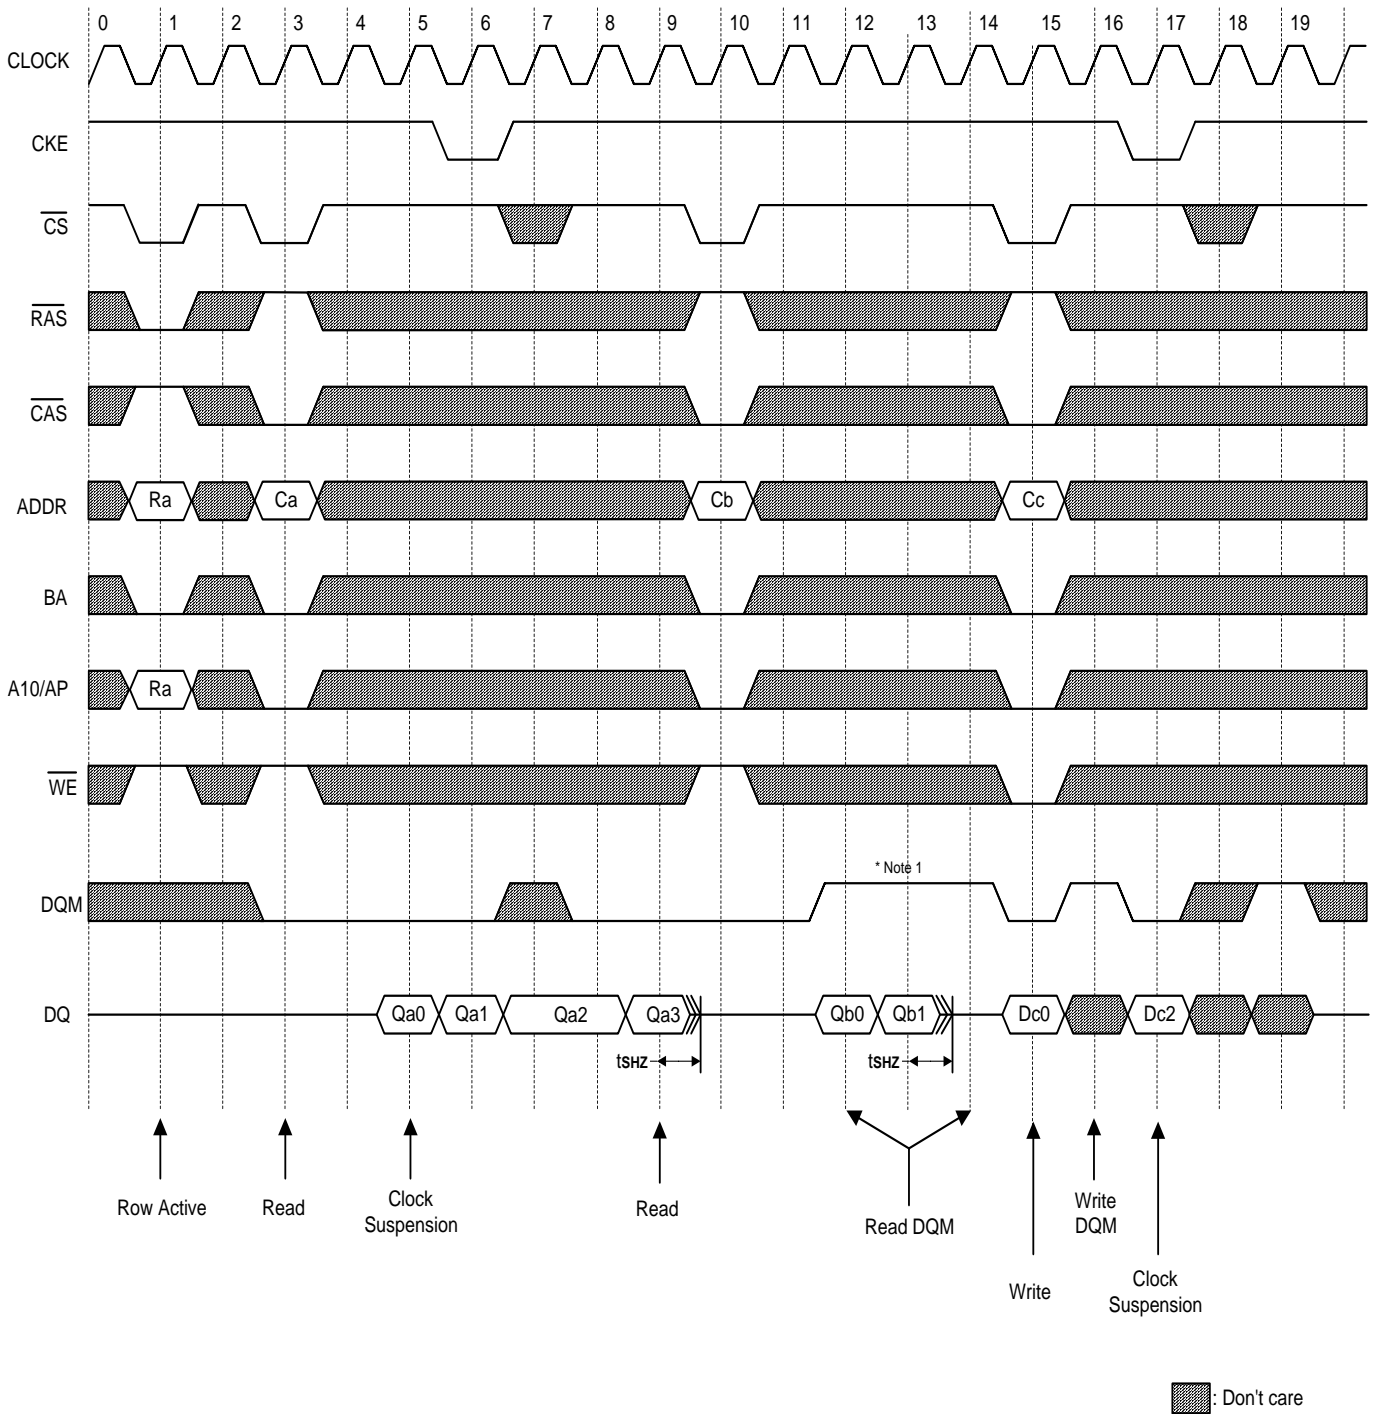 0 1 2 3 4 5 6 7 8 9 10 11 12 13 14 15 16 17 18 19
CLOCK
CKE
CS
RAS
CAS
ADDR Ra Ca Cb Cc
BA
A10/AP Ra
WE
* Note 1
DQM
DQ Qa0 Qa1 Qa2 Qa3 Qb0 Qb1 Dc0 Dc2
tSHZ tSHZ
Row Active
Read
Clock
Suspension
Read
Read DQM
Write
Write
DQM
Clock
Suspension
: Don't care